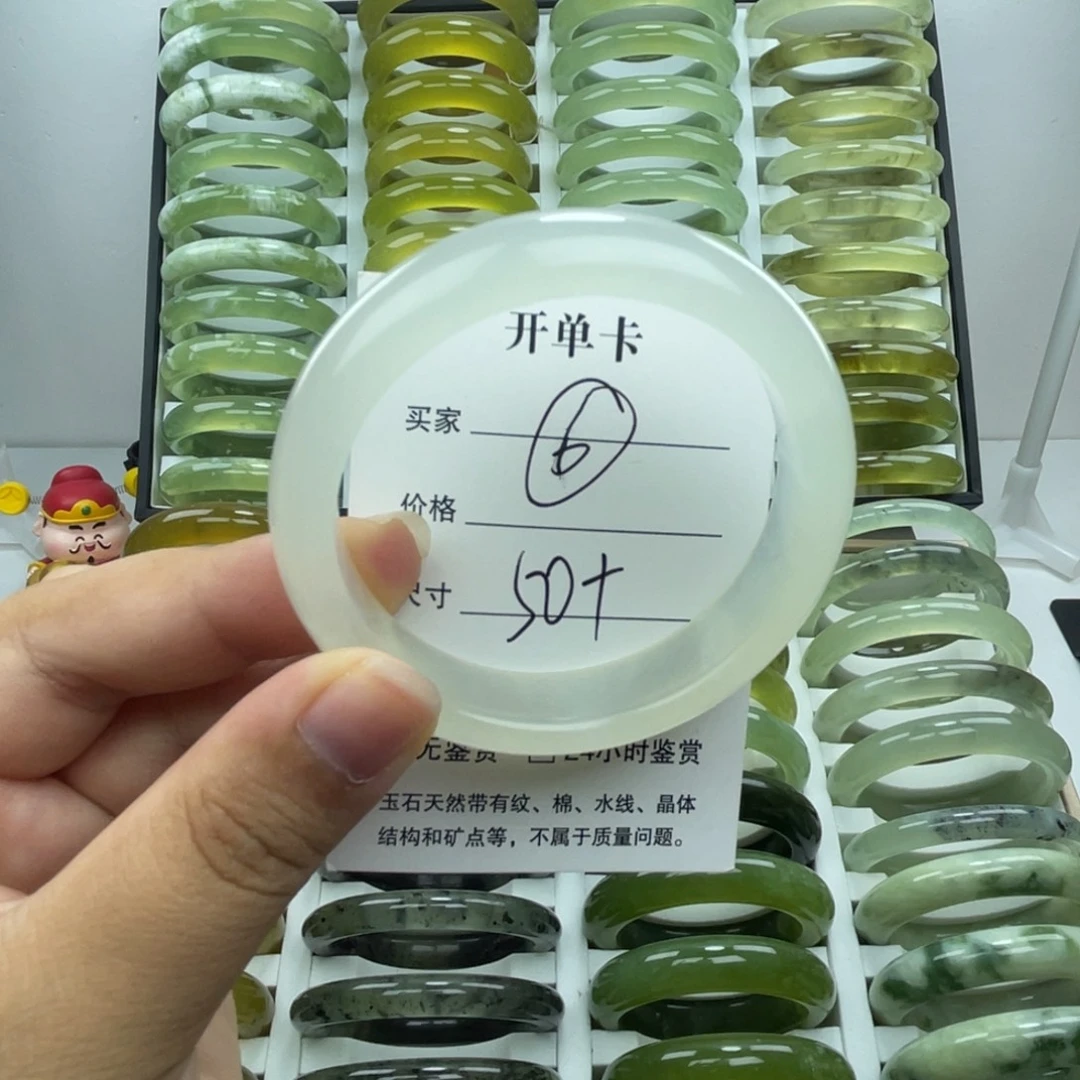 开单卡
买家 6
价格
尺寸 50+
无鉴赏 □ 24小时鉴赏
玉石天然带有纹、棉、水线、晶体
结构和矿点等，不属于质量问题。